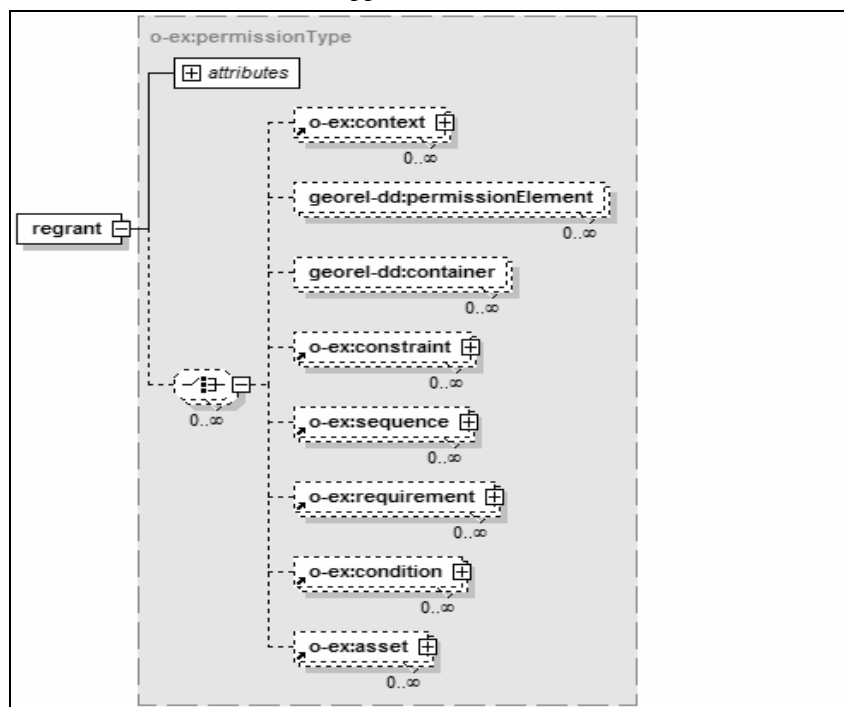 o-ex:permissionType
attributes
o-ex:context
0..∞
georel-dd:permissionElement
0..∞
regrant
georel-dd:container
0..∞
o-ex:constraint
0..∞
0..∞
o-ex:sequence
0..∞
o-ex:requirement
0..∞
o-ex:condition
0..∞
o-ex:asset
0..∞